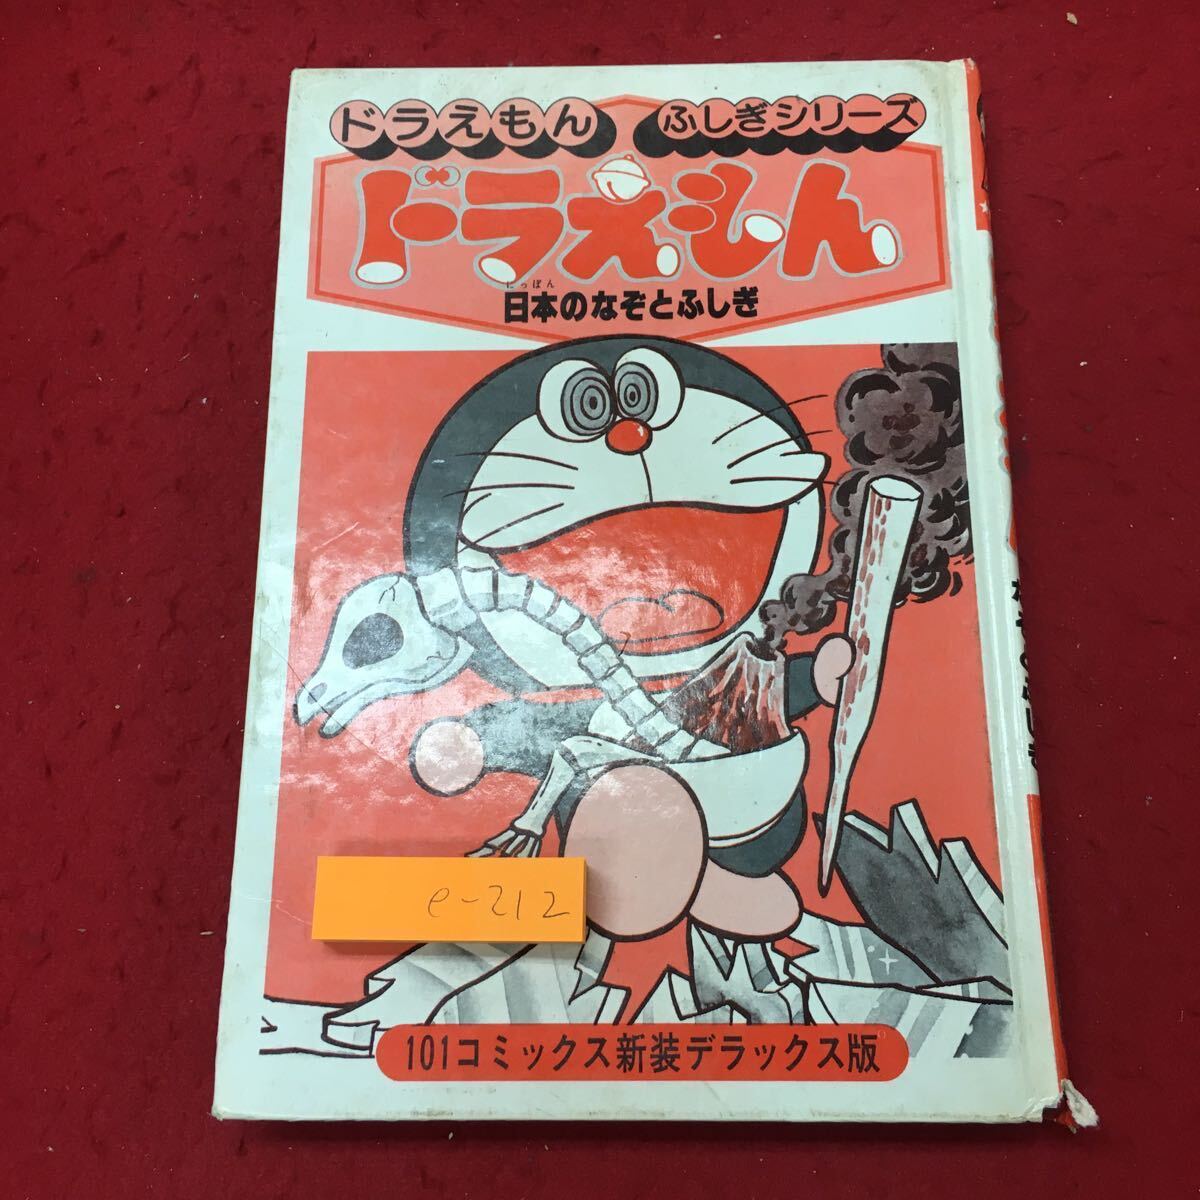 ドラえもん ふしぎシリーズ
ドラえもん
にっぽん
日本のなぞとふしぎ
e-212
101コミックス新装デラックス版